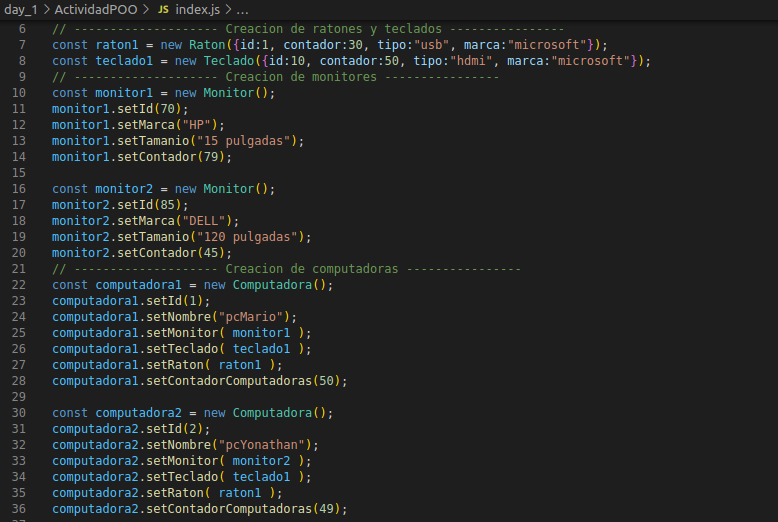 day_1 > ActividadPOO > JS index.js > ...
6 // -------------------- Creacion de ratones y teclados ----------------
7 const raton1 = new Raton({id:1, contador:30, tipo:"usb", marca:"microsoft"});
8 const teclado1 = new Teclado({id:10, contador:50, tipo:"hdmi", marca:"microsoft"});
9 // -------------------- Creacion de monitores ----------------
10 const monitor1 = new Monitor();
11 monitor1.setId(70);
12 monitor1.setMarca("HP");
13 monitor1.setTamanio("15 pulgadas");
14 monitor1.setContador(79);
15
16 const monitor2 = new Monitor();
17 monitor2.setId(85);
18 monitor2.setMarca("DELL");
19 monitor2.setTamanio("120 pulgadas");
20 monitor2.setContador(45);
21 // -------------------- Creacion de computadoras ----------------
22 const computadora1 = new Computadora();
23 computadora1.setId(1);
24 computadora1.setNombre("pcMario");
25 computadora1.setMonitor( monitor1 );
26 computadora1.setTeclado( teclado1 );
27 computadora1.setRaton( raton1 );
28 computadora1.setContadorComputadoras(50);
29
30 const computadora2 = new Computadora();
31 computadora2.setId(2);
32 computadora2.setNombre("pcYonathan");
33 computadora2.setMonitor( monitor2 );
34 computadora2.setTeclado( teclado1 );
35 computadora2.setRaton( raton1 );
36 computadora2.setContadorComputadoras(49);